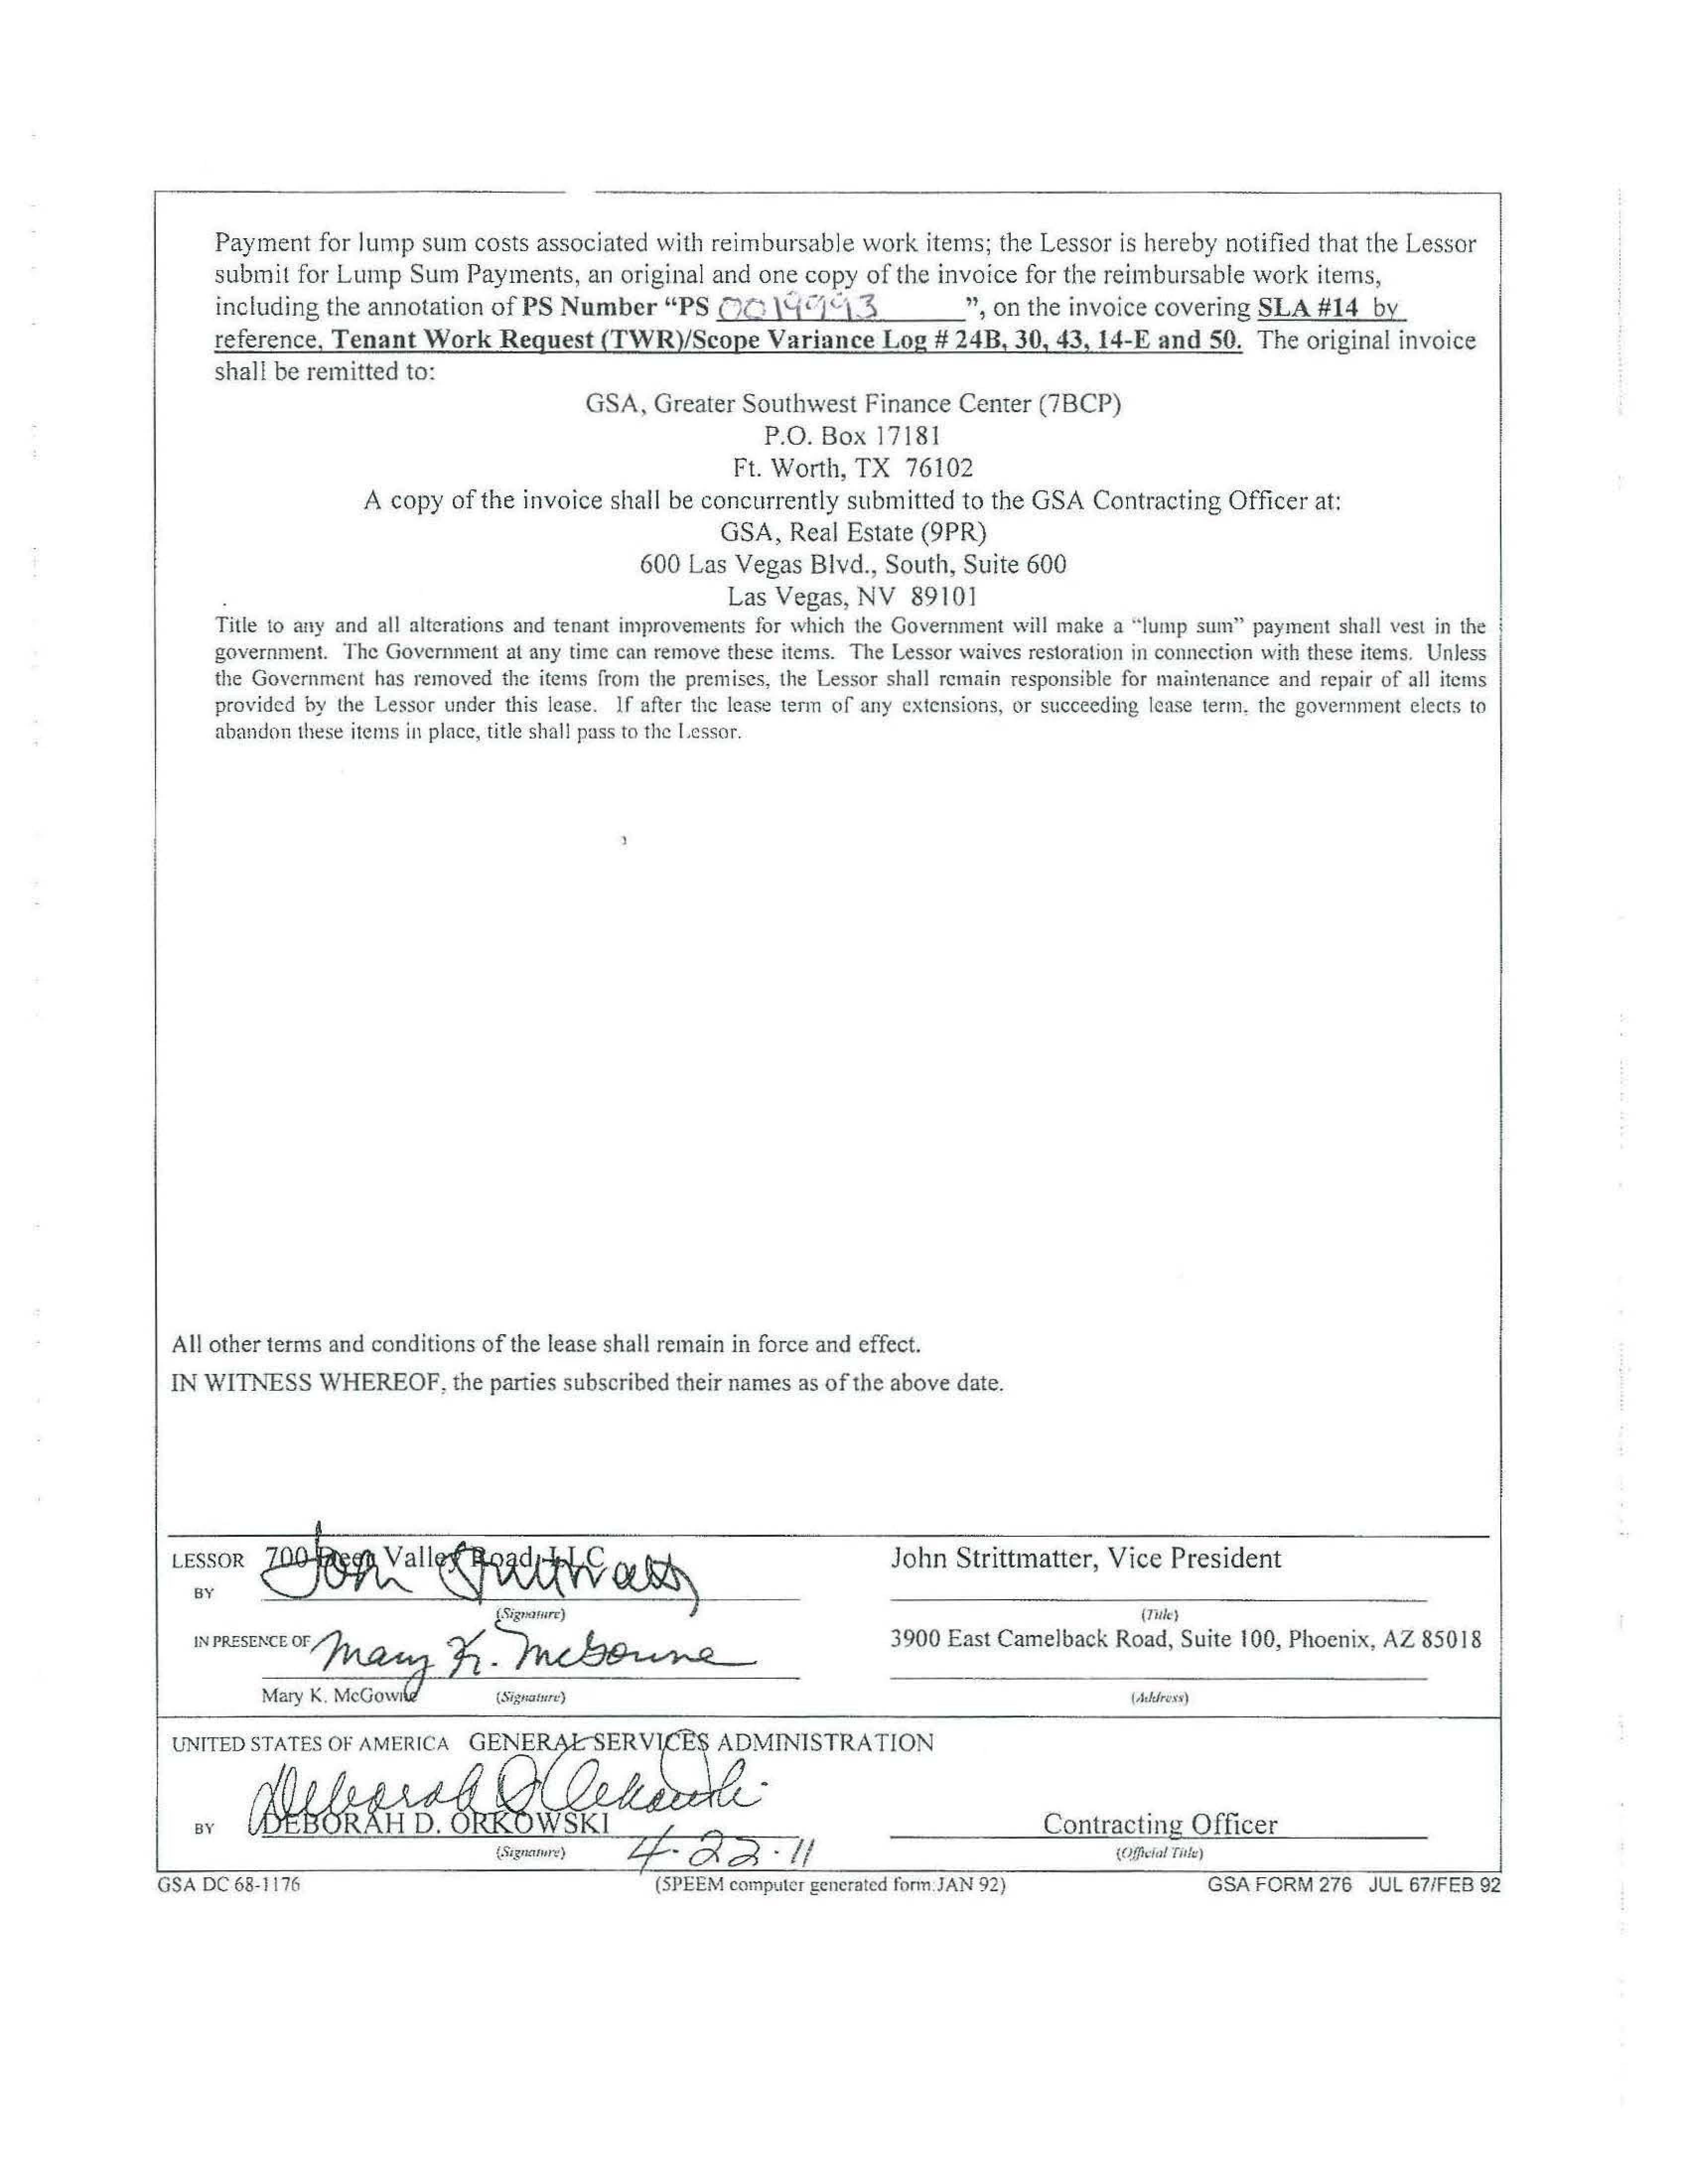 Payment for lump sum costs associated with reimbursable work items; the Lessor is hereby notified that the Lessor
submit for Lump Sum Payments, an original and one copy of the invoice for the reimbursable work items,
including the annotation of PS Number “PS ”, on the invoice covering SLA #14 by
reference, Tenant Work Request (TWR)/Scope Variance Log # 24B, 30, 43, 14-E and 50. The original invoice
shall be remitted to:
GSA, Greater Southwest Finance Center (7BCP)
P.O. Box 17181
Ft. Worth, TX 76102
A copy of the invoice shall be concurrently submitted to the GSA Contracting Officer at:
GSA, Real Estate (9PR)
600 Las Vegas Blvd., South, Suite 600
Las Vegas, NV 89101
Title to any and all alterations and tenant improvements for which the Government will make a “lump sum” payment shall vest in the
government. The Government at any time can remove these items. The Lessor waives restoration in connection with these items. Unless
the Government has removed the items from the premises, the Lessor shall remain responsible for maintenance and repair of all items
provided by the Lessor under this lease. If after the lease term of any extensions, or succeeding lease term, the government elects to
abandon these items in place, title shall pass to the Lessor.
All other terms and conditions of the lease shall remain in force and effect.
IN WITNESS WHEREOF, the parties subscribed their names as of the above date.
LESSOR 700 Deer Valley Road, LLC John Strittmatter, Vice President
BY John Strittmatter
(Signature) (Title)
IN PRESENCE OF Mary K. McGowne 3900 East Camelback Road, Suite 100, Phoenix, AZ 85018
Mary K. McGowne (Signature) (Address)
UNITED STATES OF AMERICA GENERAL SERVICES ADMINISTRATION
Deborah D Orkowski
BY DEBORAH D. ORKOWSKI Contracting Officer
(Signature) 4-22-11 (Official Title)
GSA DC 68-1176 (SPEEM computer generated form:JAN 92) GSA FORM 276 JUL 67/FEB 92